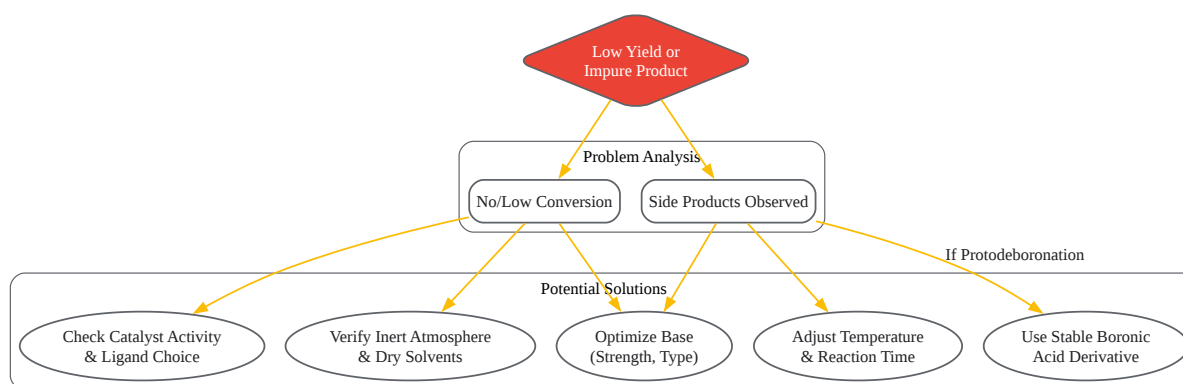 Low Yield or
Impure Product
Problem Analysis
No/Low Conversion
Side Products Observed
If Protodeboronation
Potential Solutions
Check Catalyst Activity
& Ligand Choice
Verify Inert Atmosphere
& Dry Solvents
Optimize Base
(Strength, Type)
Adjust Temperature
& Reaction Time
Use Stable Boronic
Acid Derivative